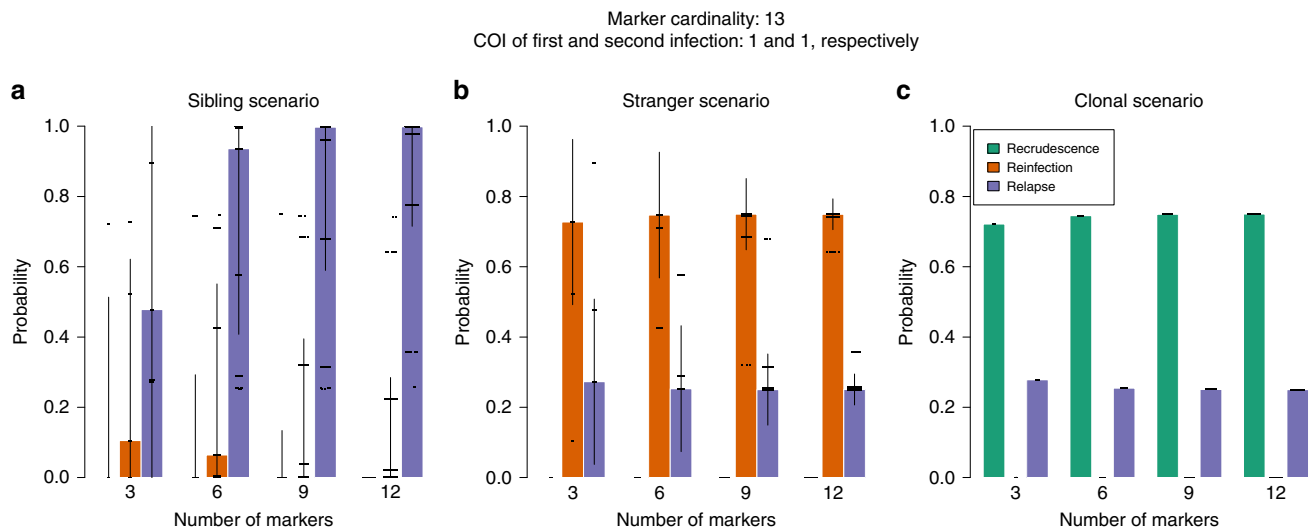 Marker cardinality: 13
COI of first and second infection: 1 and 1, respectively
a
Sibling scenario
Probability
1.0
0.8
0.6
0.4
0.2
0.0
3 6 9 12
Number of markers
b
Stranger scenario
Probability
1.0
0.8
0.6
0.4
0.2
0.0
3 6 9 12
Number of markers
c
Clonal scenario
Recrudescence
Reinfection
Relapse
Probability
1.0
0.8
0.6
0.4
0.2
0.0
3 6 9 12
Number of markers